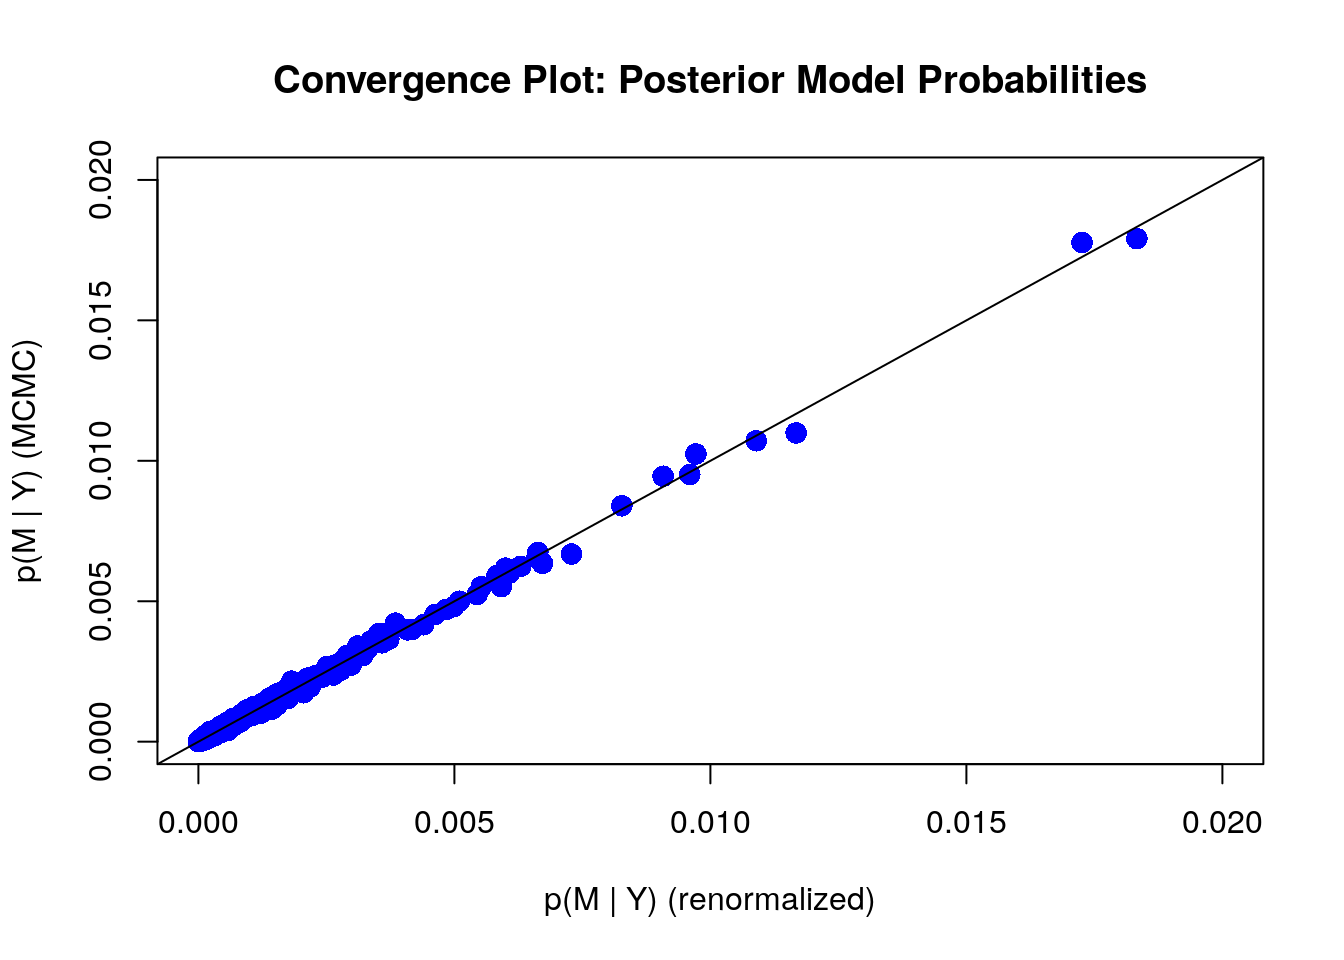 Convergence Plot: Posterior Model Probabilities
p(M | Y) (MCMC)
0.020
0.015
0.010
0.005
0.000
0.000 0.005 0.010 0.015 0.020
p(M | Y) (renormalized)